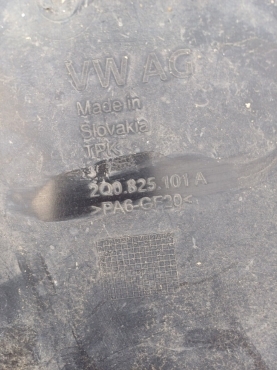 VW AG
Made in
Slovakia
TPK
2Q0.825.101.A
>PA6-GF30<